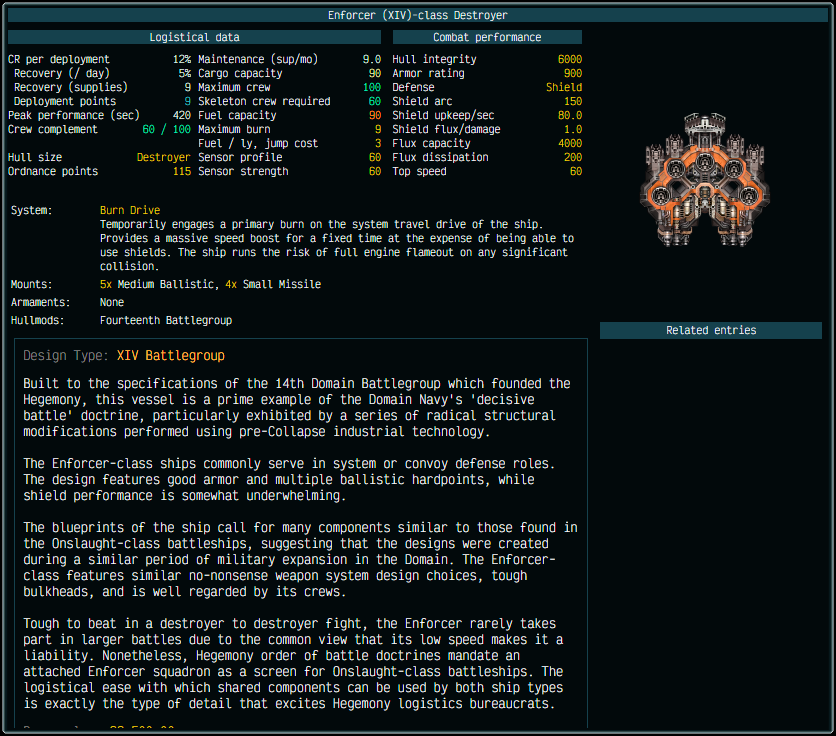 Enforcer (XIV)-class Destroyer
Logistical data
CR per deployment 12% Maintenance (sup/mo) 9.0
Recovery (/ day) 5% Cargo capacity 90
Recovery (supplies) 9 Maximum crew 100
Deployment points 9 Skeleton crew required 60
Peak performance (sec) 420 Fuel capacity 90
Crew complement 60 / 100 Maximum burn 9
Fuel / ly, jump cost 3
Hull size Destroyer Sensor profile 60
Ordnance points 115 Sensor strength 60
Combat performance
Hull integrity 6000
Armor rating 900
Defense Shield
Shield arc 150
Shield upkeep/sec 80.0
Shield flux/damage 1.0
Flux capacity 4000
Flux dissipation 200
Top speed 60
System: Burn Drive
Temporarily engages a primary burn on the system travel drive of the ship.
Provides a massive speed boost for a fixed time at the expense of being able to
use shields. The ship runs the risk of full engine flameout on any significant
collision.
Mounts: 5x Medium Ballistic, 4x Small Missile
Armaments: None
Hullmods: Fourteenth Battlegroup
Related entries
Design Type: XIV Battlegroup
Built to the specifications of the 14th Domain Battlegroup which founded the
Hegemony, this vessel is a prime example of the Domain Navy's 'decisive
battle' doctrine, particularly exhibited by a series of radical structural
modifications performed using pre-Collapse industrial technology.
The Enforcer-class ships commonly serve in system or convoy defense roles.
The design features good armor and multiple ballistic hardpoints, while
shield performance is somewhat underwhelming.
The blueprints of the ship call for many components similar to those found in
the Onslaught-class battleships, suggesting that the designs were created
during a similar period of military expansion in the Domain. The Enforcer-
class features similar no-nonsense weapon system design choices, tough
bulkheads, and is well regarded by its crews.
Tough to beat in a destroyer to destroyer fight, the Enforcer rarely takes
part in larger battles due to the common view that its low speed makes it a
liability. Nonetheless, Hegemony order of battle doctrines mandate an
attached Enforcer squadron as a screen for Onslaught-class battleships. The
logistical ease with which shared components can be used by both ship types
is exactly the type of detail that excites Hegemony logistics bureaucrats.